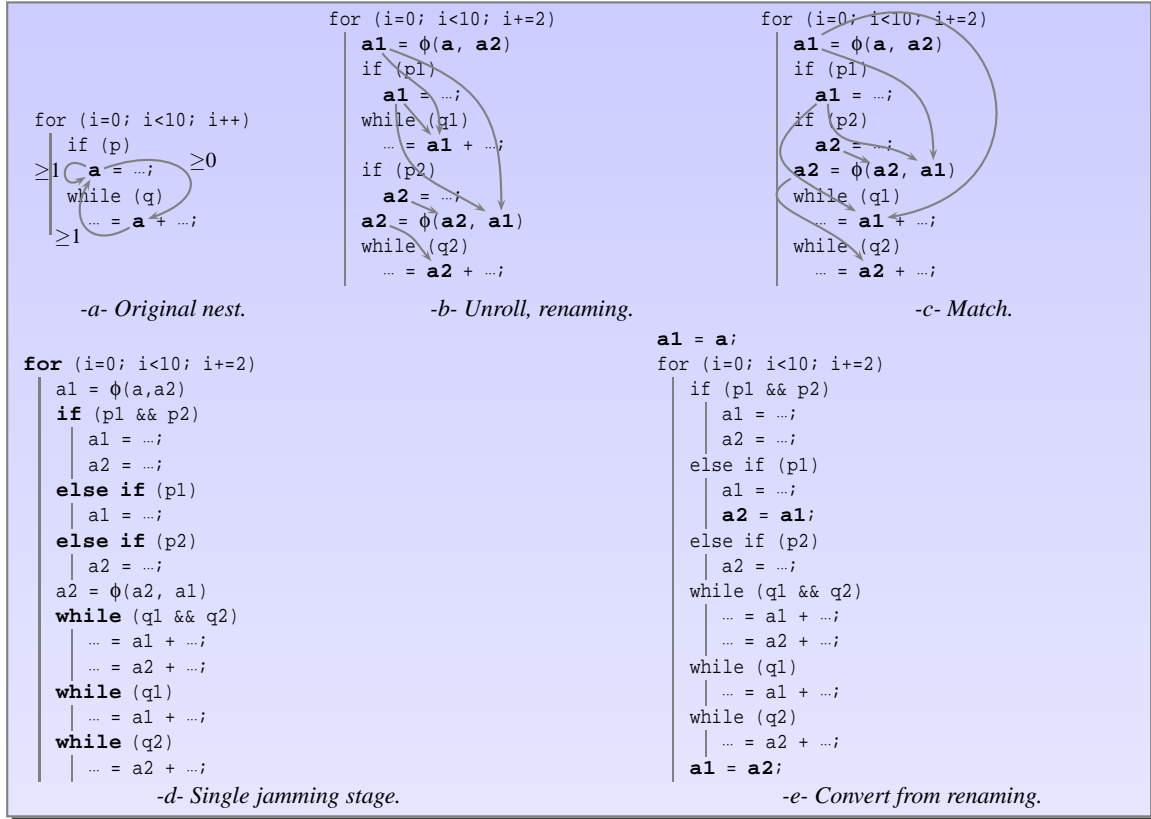 for (i=0; i<10; i++)
if (p)
≥1 a = …; ≥0
while (q)
… = a + …;
≥1
-a- Original nest.
for (i=0; i<10; i+=2)
a1 = ϕ(a, a2)
if (p1)
a1 = …;
while (q1)
… = a1 + …;
if (p2)
a2 = …;
a2 = ϕ(a2, a1)
while (q2)
… = a2 + …;
-b- Unroll, renaming.
for (i=0; i<10; i+=2)
a1 = ϕ(a, a2)
if (p1)
a1 = …;
if (p2)
a2 = …;
a2 = ϕ(a2, a1)
while (q1)
… = a1 + …;
while (q2)
… = a2 + …;
-c- Match.
for (i=0; i<10; i+=2)
a1 = ϕ(a,a2)
if (p1 && p2)
a1 = …;
a2 = …;
else if (p1)
a1 = …;
else if (p2)
a2 = …;
a2 = ϕ(a2, a1)
while (q1 && q2)
… = a1 + …;
… = a2 + …;
while (q1)
… = a1 + …;
while (q2)
… = a2 + …;
-d- Single jamming stage.
a1 = a;
for (i=0; i<10; i+=2)
if (p1 && p2)
a1 = …;
a2 = …;
else if (p1)
a1 = …;
a2 = a1;
else if (p2)
a2 = …;
while (q1 && q2)
… = a1 + …;
… = a2 + …;
while (q1)
… = a1 + …;
while (q2)
… = a2 + …;
a1 = a2;
-e- Convert from renaming.